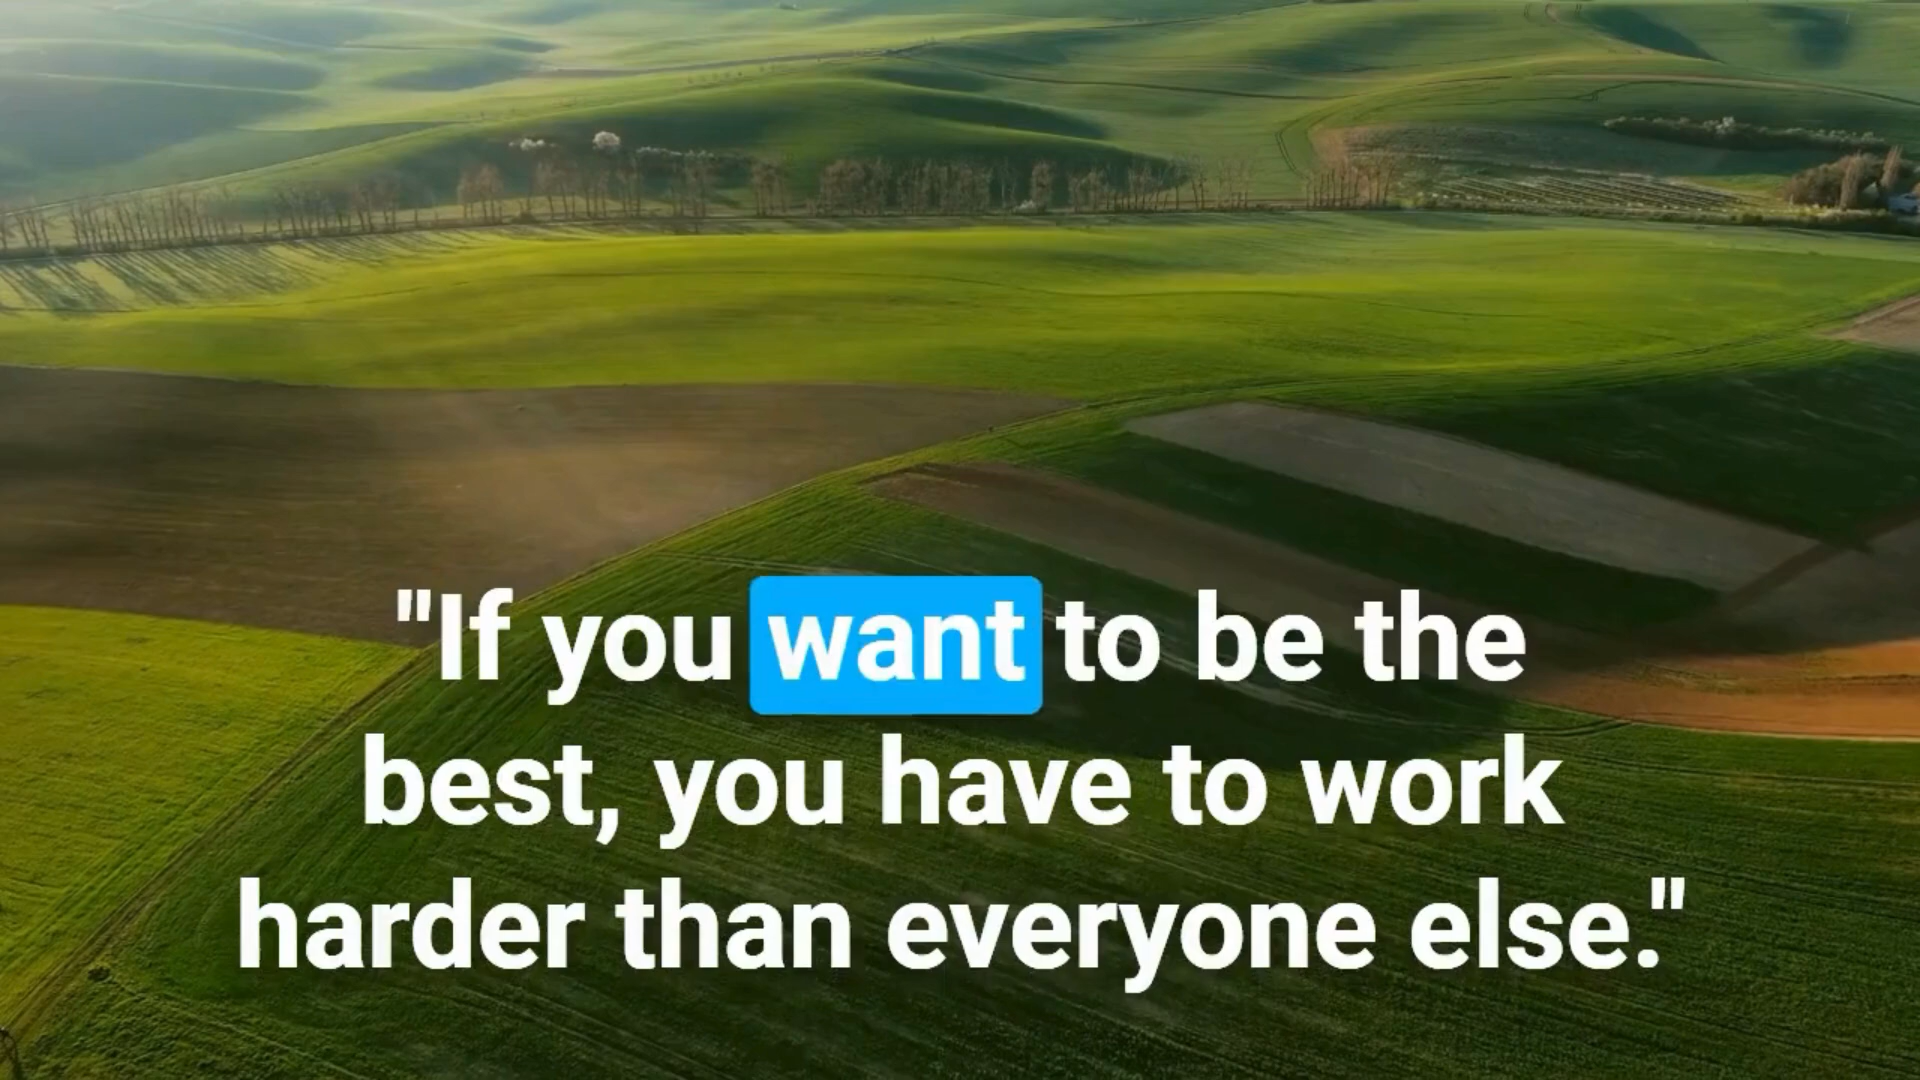 "If you want to be the
best, you have to work
harder than everyone else."